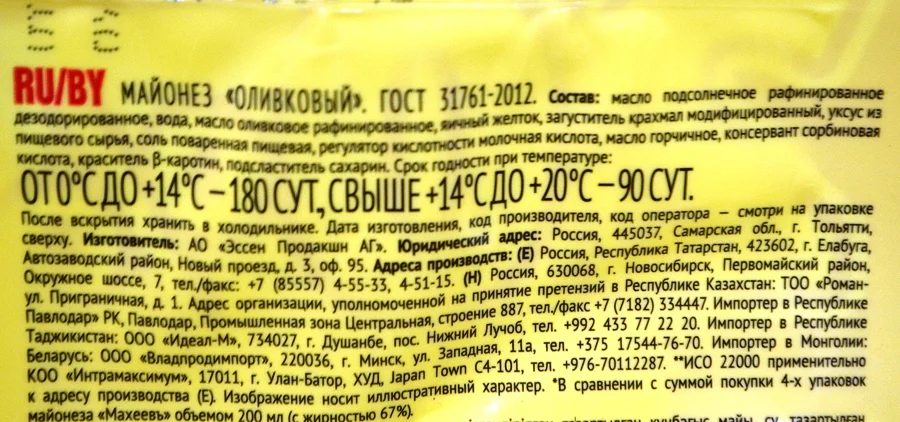 RU/BY МАЙОНЕЗ «ОЛИВКОВЫЙ». ГОСТ 31761-2012. Состав: масло подсолнечное рафинированное
дезодорированное, вода, масло оливковое рафинированное, яичный желток, загуститель крахмал модифицированный, уксус из
пищевого сырья, соль поваренная пищевая, регулятор кислотности молочная кислота, масло горчичное, консервант сорбиновая
кислота, краситель β-каротин, подсластитель сахарин. Срок годности при температуре:
ОТ 0°С ДО +14°С – 180 СУТ., СВЫШЕ +14°С ДО +20°С – 90 СУТ.
После вскрытия хранить в холодильнике. Дата изготовления, код производителя, код оператора – смотри на упаковке
сверху. Изготовитель: АО «Эссен Продакшн АГ». Юридический адрес: Россия, 445037, Самарская обл., г. Тольятти,
Автозаводский район, Новый проезд, д. 3, оф. 95. Адреса производств: (Е) Россия, Республика Татарстан, 423602, г. Елабуга,
Окружное шоссе, 7, тел./факс: +7 (85557) 4-55-33, 4-51-15. (Н) Россия, 630068, г. Новосибирск, Первомайский район,
ул. Приграничная, д. 1. Адрес организации, уполномоченной на принятие претензий в Республике Казахстан: ТОО «Роман-
Павлодар» РК, Павлодар, Промышленная зона Центральная, строение 887, тел./факс +7 (7182) 334447. Импортер в Республике
Таджикистан: ООО «Идеал-М», 734027, г. Душанбе, пос. Нижний Лучоб, тел. +992 433 77 22 20. Импортер в Республике
Беларусь: ООО «Владпродимпорт», 220036, г. Минск, ул. Западная, 11а, тел. +375 17544-76-70. Импортер в Монголии:
КОО «Интрамаксимум», 17011, г. Улан-Батор, ХУД, Japan Town C4-101, тел. +976-70112287. **ИСО 22000 применительно
к адресу производства (Е). Изображение носит иллюстративный характер. *В сравнении с суммой покупки 4-х упаковок
майонеза «Махеевъ» объемом 200 мл (с жирностью 67%).